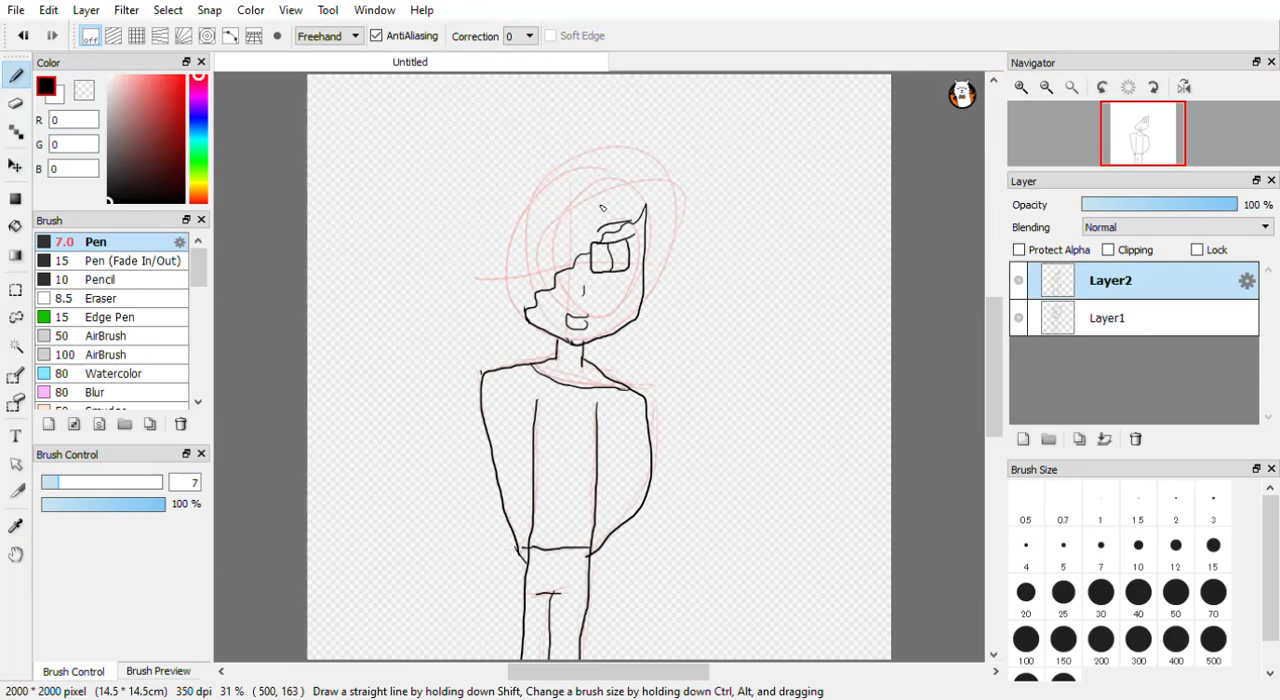 File Edit Layer Filter Select Snap Color View Tool Window Help
off Freehand AntiAliasing Correction 0 Soft Edge
Color
R 0
G 0
B 0
Brush
7.0 Pen
15 Pen (Fade In/Out)
10 Pencil
8.5 Eraser
15 Edge Pen
50 AirBrush
100 AirBrush
80 Watercolor
80 Blur
Brush Control
7
100 %
Brush Control Brush Preview
Untitled
Navigator
Layer
Opacity 100 %
Blending Normal
Protect Alpha Clipping Lock
Layer2
Layer1
Brush Size
0.5 0.7 1 1.5 2 3
4 5 7 10 12 15
20 25 30 40 50 70
100 150 200 300 400 500
2000 * 2000 pixel (14.5 * 14.5cm) 350 dpi 31 % ( 500, 163 ) Draw a straight line by holding down Shift, Change a brush size by holding down Ctrl, Alt, and dragging